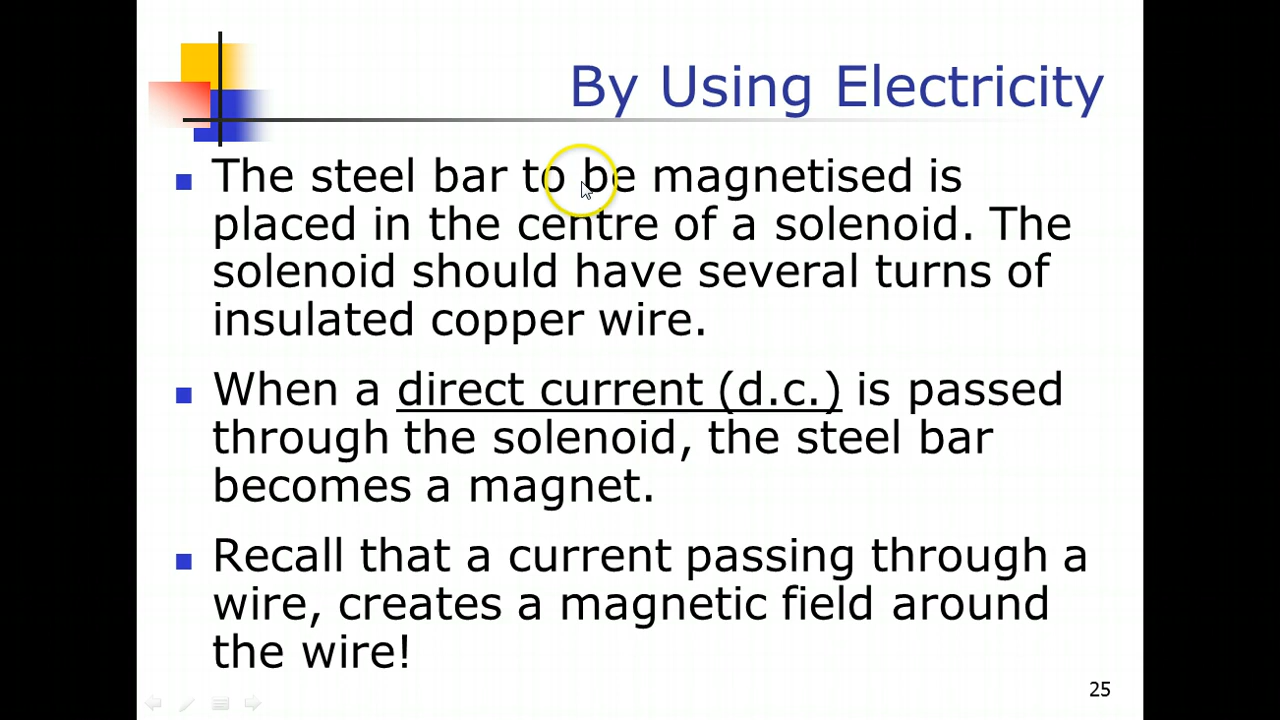 By Using Electricity
The steel bar to be magnetised is
placed in the centre of a solenoid. The
solenoid should have several turns of
insulated copper wire.
When a direct current (d.c.) is passed
through the solenoid, the steel bar
becomes a magnet.
Recall that a current passing through a
wire, creates a magnetic field around
the wire!
25